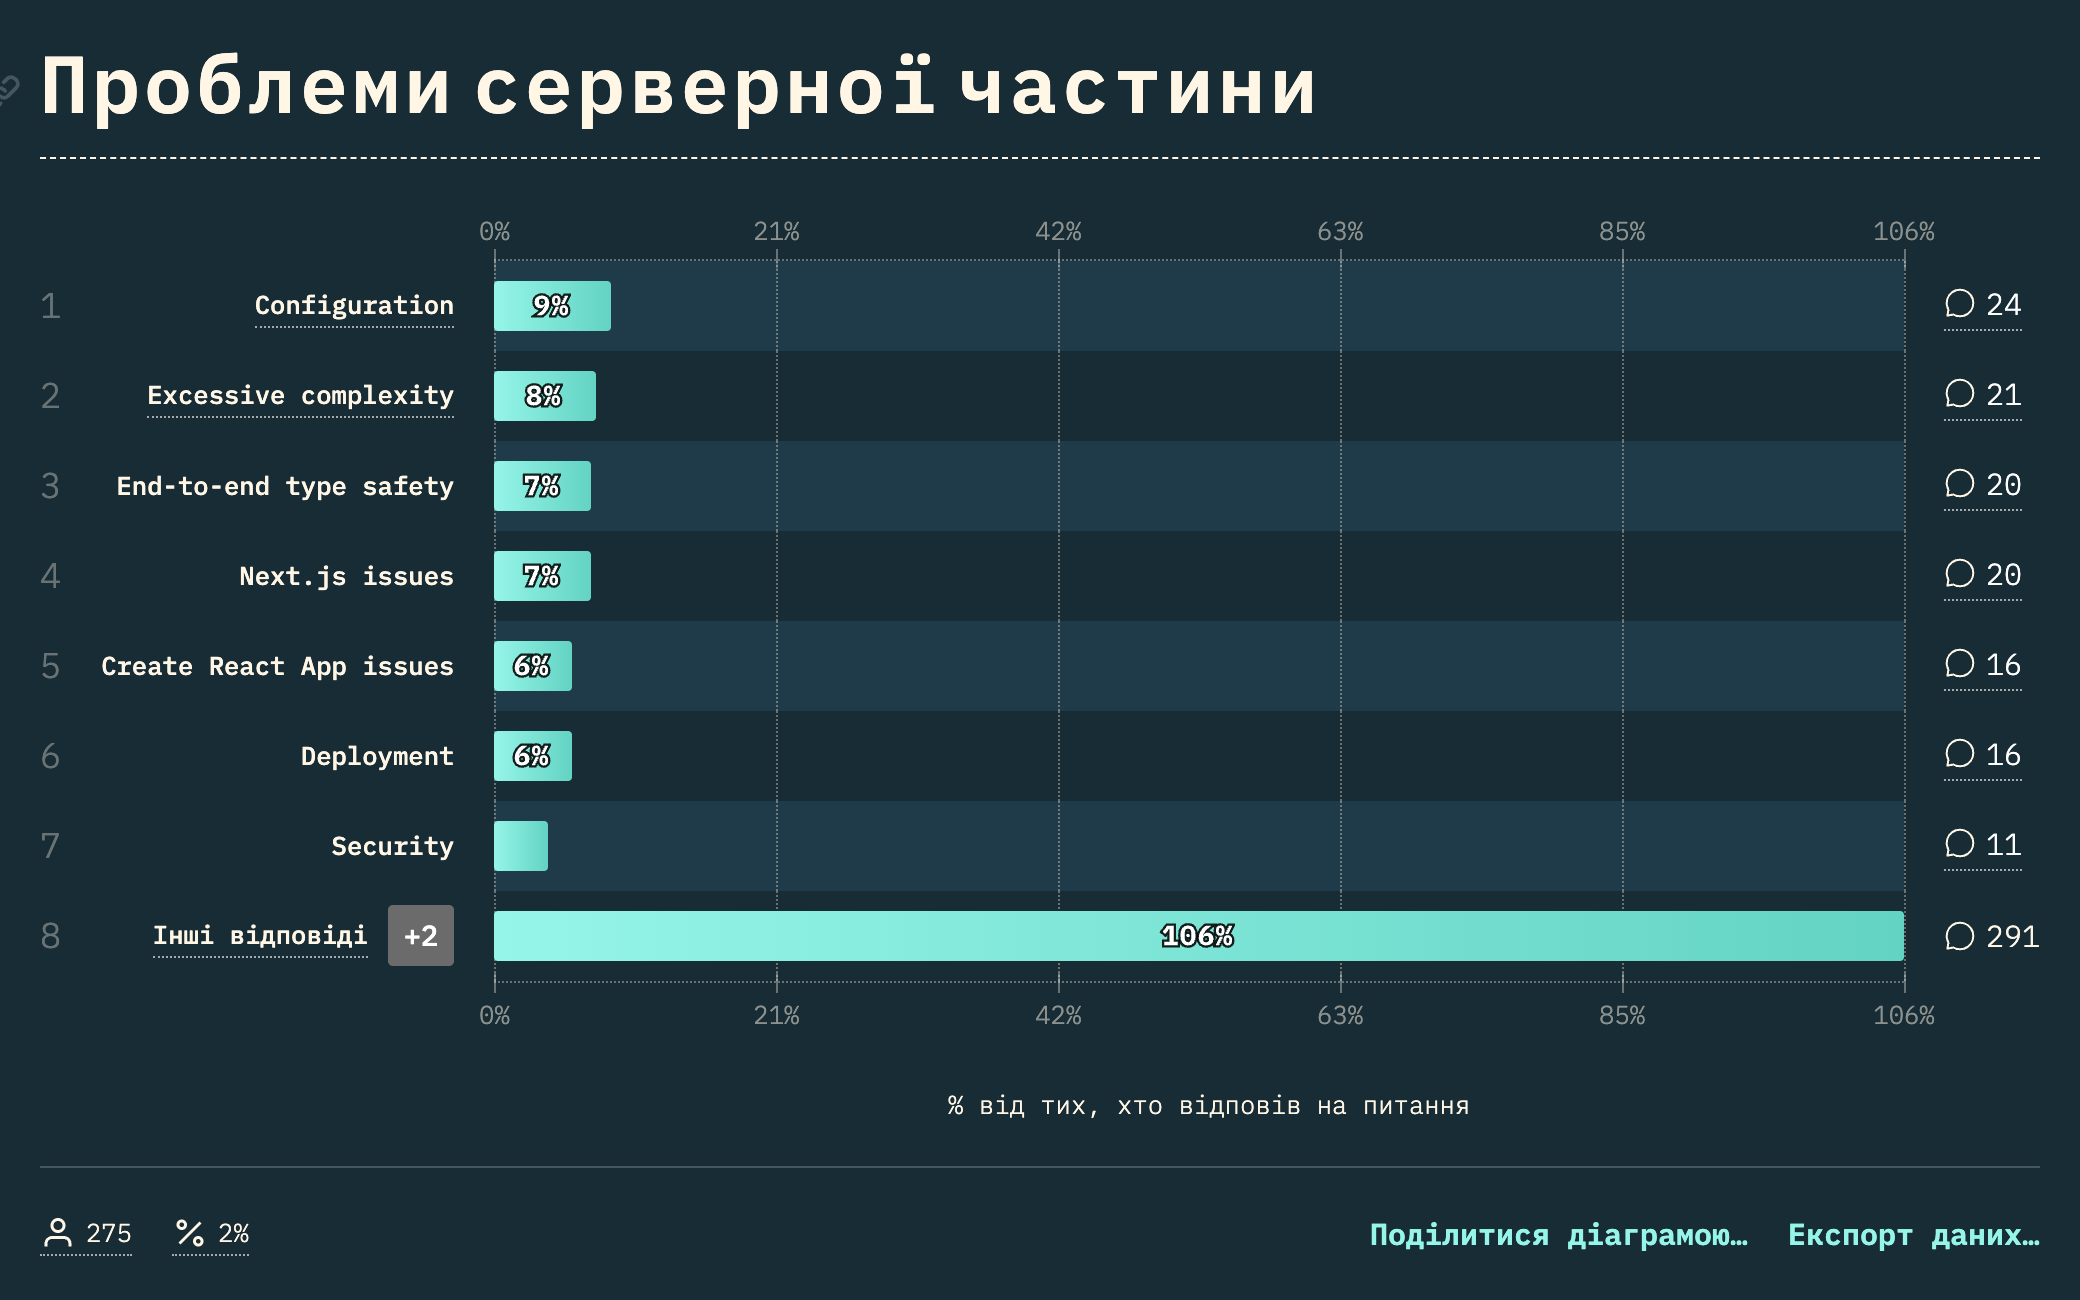 Проблеми серверної частини
0% 21% 42% 63% 85% 106%
1 Configuration 9% 24
2 Excessive complexity 8% 21
3 End-to-end type safety 7% 20
4 Next.js issues 7% 20
5 Create React App issues 6% 16
6 Deployment 6% 16
7 Security 11
8 Інші відповіді +2 106% 291
0% 21% 42% 63% 85% 106%
% від тих, хто відповів на питання
275 2% Поділитися діаграмою… Експорт даних…